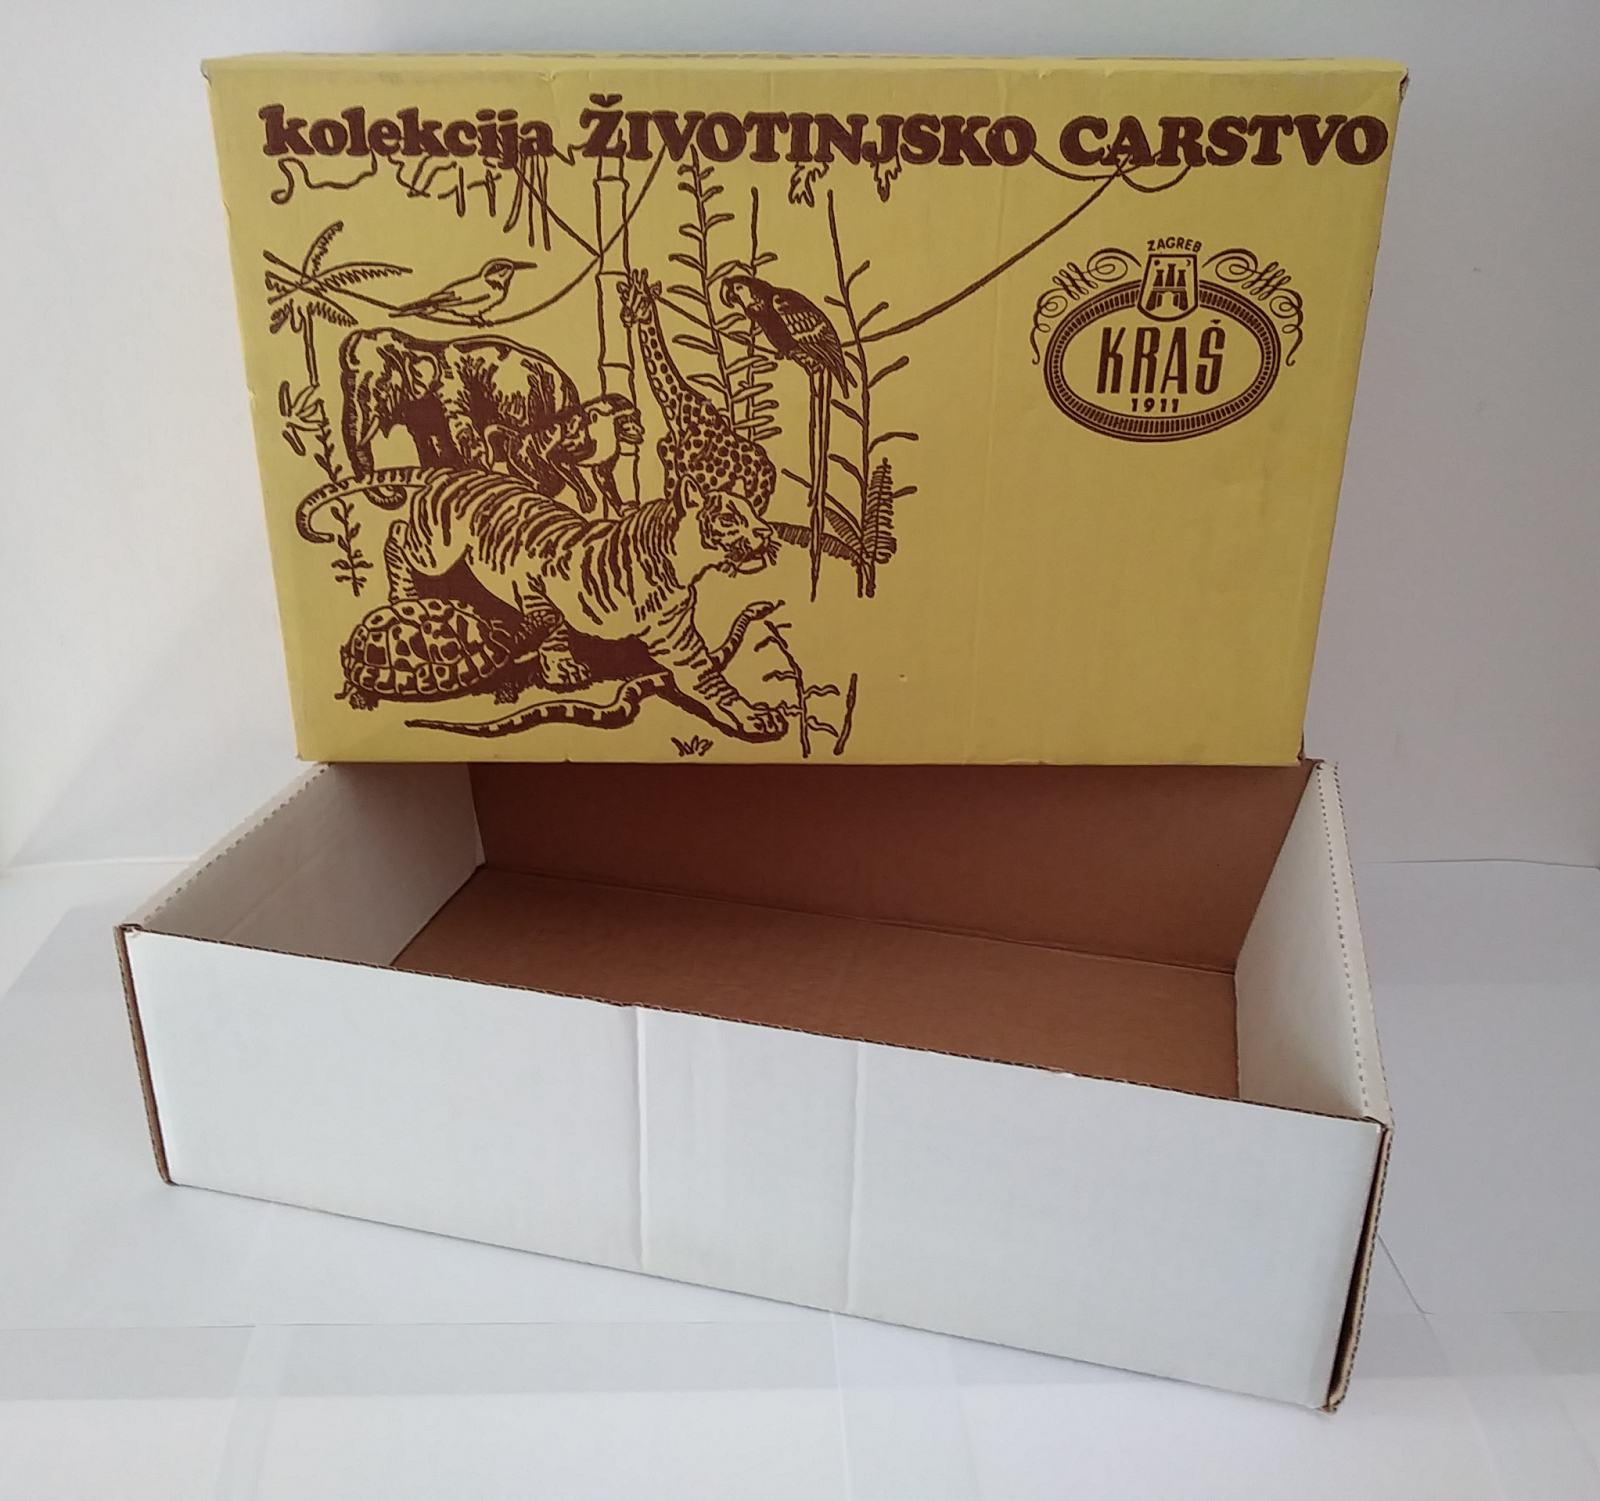 kolekcija ŽIVOTINJSKO CARSTVO
ZAGREB
KRAŠ
1911